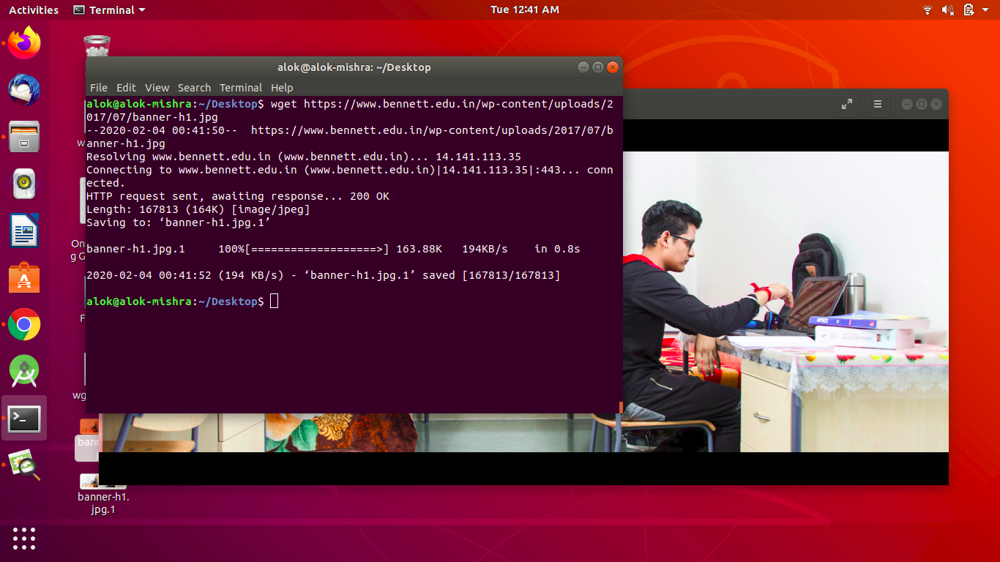 Activities Terminal Tue 12:41 AM
alok@alok-mishra: ~/Desktop
File Edit View Search Terminal Help
alok@alok-mishra:~/Desktop$ wget https://www.bennett.edu.in/wp-content/uploads/2
017/07/banner-h1.jpg
--2020-02-04 00:41:50--  https://www.bennett.edu.in/wp-content/uploads/2017/07/b
anner-h1.jpg
Resolving www.bennett.edu.in (www.bennett.edu.in)... 14.141.113.35
Connecting to www.bennett.edu.in (www.bennett.edu.in)|14.141.113.35|:443... conn
ected.
HTTP request sent, awaiting response... 200 OK
Length: 167813 (164K) [image/jpeg]
Saving to: ‘banner-h1.jpg.1’
banner-h1.jpg.1     100%[===================>] 163.88K   194KB/s    in 0.8s
2020-02-04 00:41:52 (194 KB/s) - ‘banner-h1.jpg.1’ saved [167813/167813]
alok@alok-mishra:~/Desktop$
On
g G
F
wg
bann
banner-h1.
jpg.1
OPTICS
ALGORITHMS